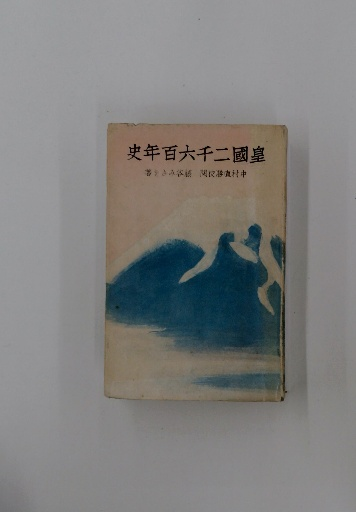 皇國二千六百年史
中村直勝校閲 藤谷みさを著